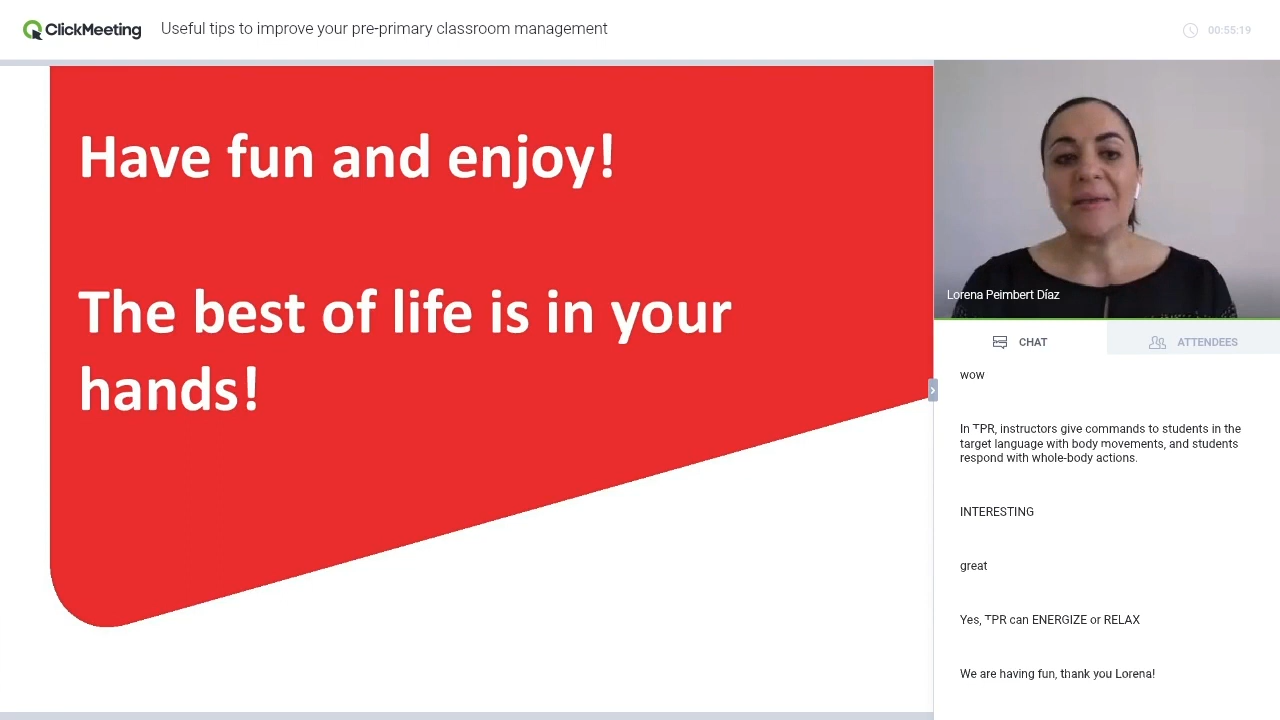 ClickMeeting
Useful tips to improve your pre-primary classroom management
00:55:19
Have fun and enjoy!
The best of life is in your
hands!
Lorena Peimbert Díaz
CHAT
ATTENDEES
wow
In TPR, instructors give commands to students in the
target language with body movements, and students
respond with whole-body actions.
INTERESTING
great
Yes, TPR can ENERGIZE or RELAX
We are having fun, thank you Lorena!